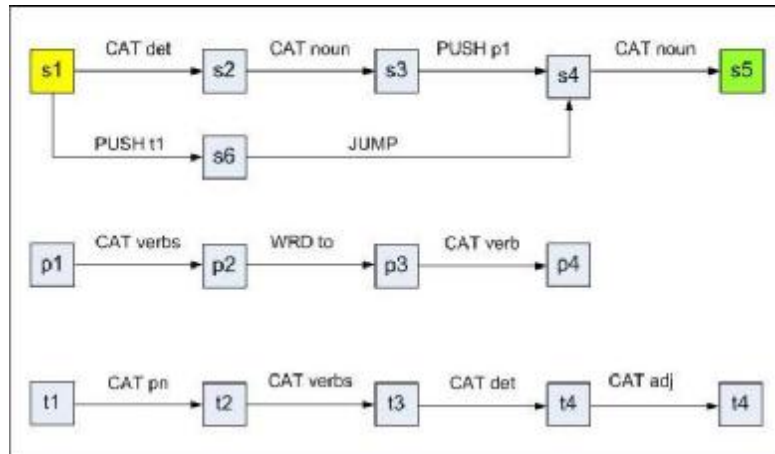 CAT det CAT noun PUSH p1 CAT noun
s1 s2 s3 s4 s5
PUSH t1 JUMP
s6
CAT verbs WRD to CAT verb
p1 p2 p3 p4
CAT pn CAT verbs CAT det CAT adj
t1 t2 t3 t4 t4